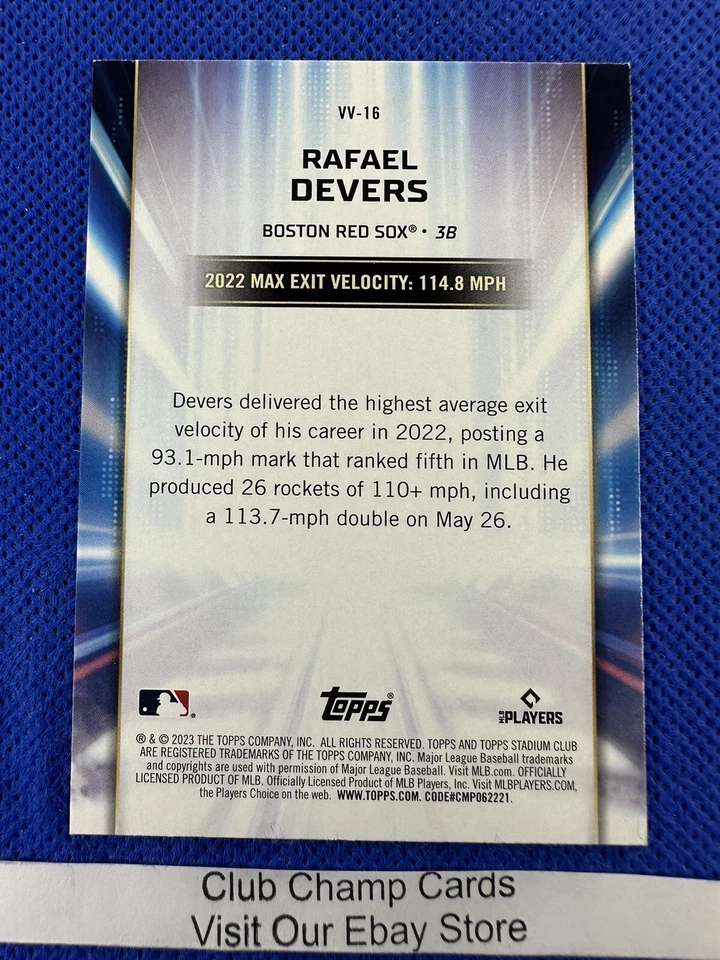 VV-16
RAFAEL
DEVERS
BOSTON RED SOX® • 3B
2022 MAX EXIT VELOCITY: 114.8 MPH
Devers delivered the highest average exit
velocity of his career in 2022, posting a
93.1-mph mark that ranked fifth in MLB. He
produced 26 rockets of 110+ mph, including
a 113.7-mph double on May 26.
®
Topps®
MLB PLAYERS
® & © 2023 THE TOPPS COMPANY, INC. ALL RIGHTS RESERVED. TOPPS AND TOPPS STADIUM CLUB
ARE REGISTERED TRADEMARKS OF THE TOPPS COMPANY, INC. Major League Baseball trademarks
and copyrights are used with permission of Major League Baseball. Visit MLB.com. OFFICIALLY
LICENSED PRODUCT OF MLB. Officially Licensed Product of MLB Players, Inc. Visit MLBPLAYERS.COM,
the Players Choice on the web. WWW.TOPPS.COM. CODE#CMP062221.
Club Champ Cards
Visit Our Ebay Store